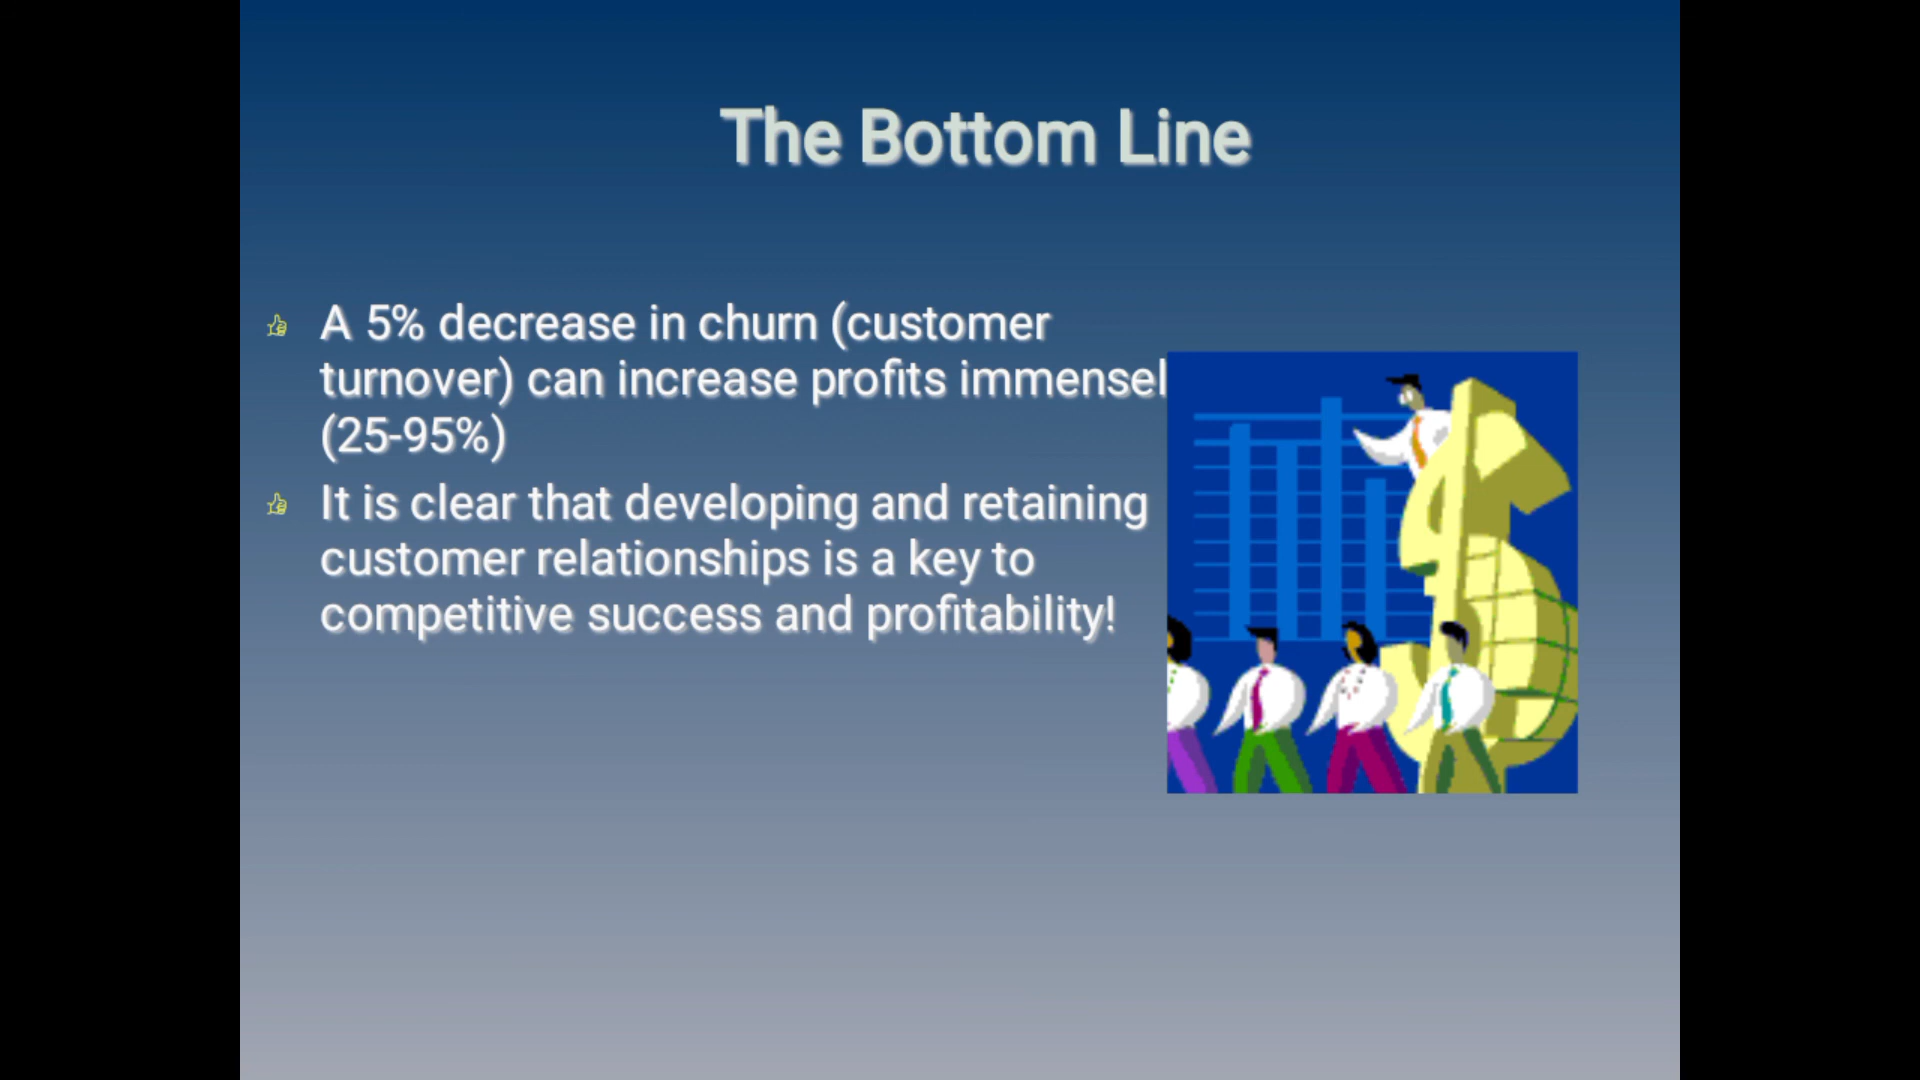 The Bottom Line
A 5% decrease in churn (customer
turnover) can increase profits immensel
(25-95%)
It is clear that developing and retaining
customer relationships is a key to
competitive success and profitability!